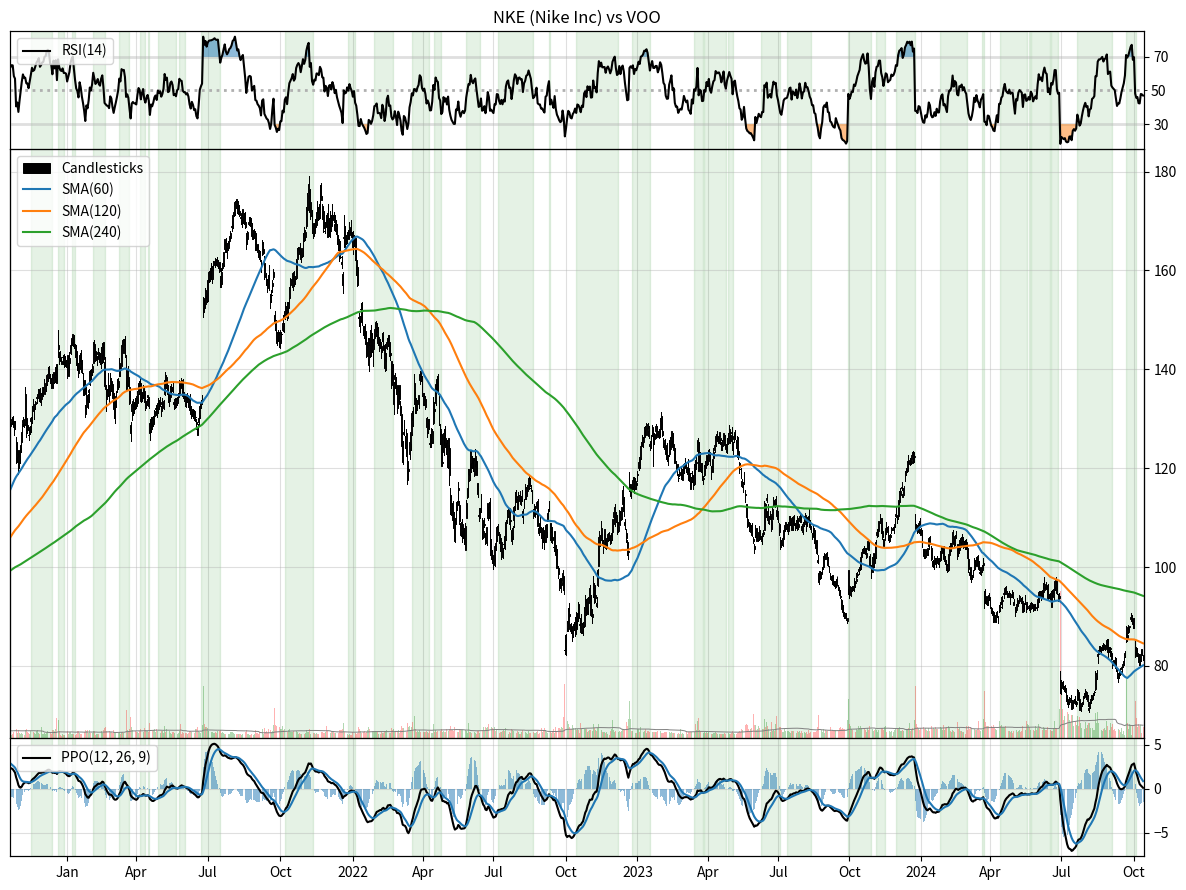 NKE (Nike Inc) vs VOO
RSI(14)
70
50
30
Candlesticks
SMA(60)
SMA(120)
SMA(240)
180
160
140
120
100
80
PPO(12, 26, 9)
5
0
−5
Jan Apr Jul Oct 2022 Apr Jul Oct 2023 Apr Jul Oct 2024 Apr Jul Oct